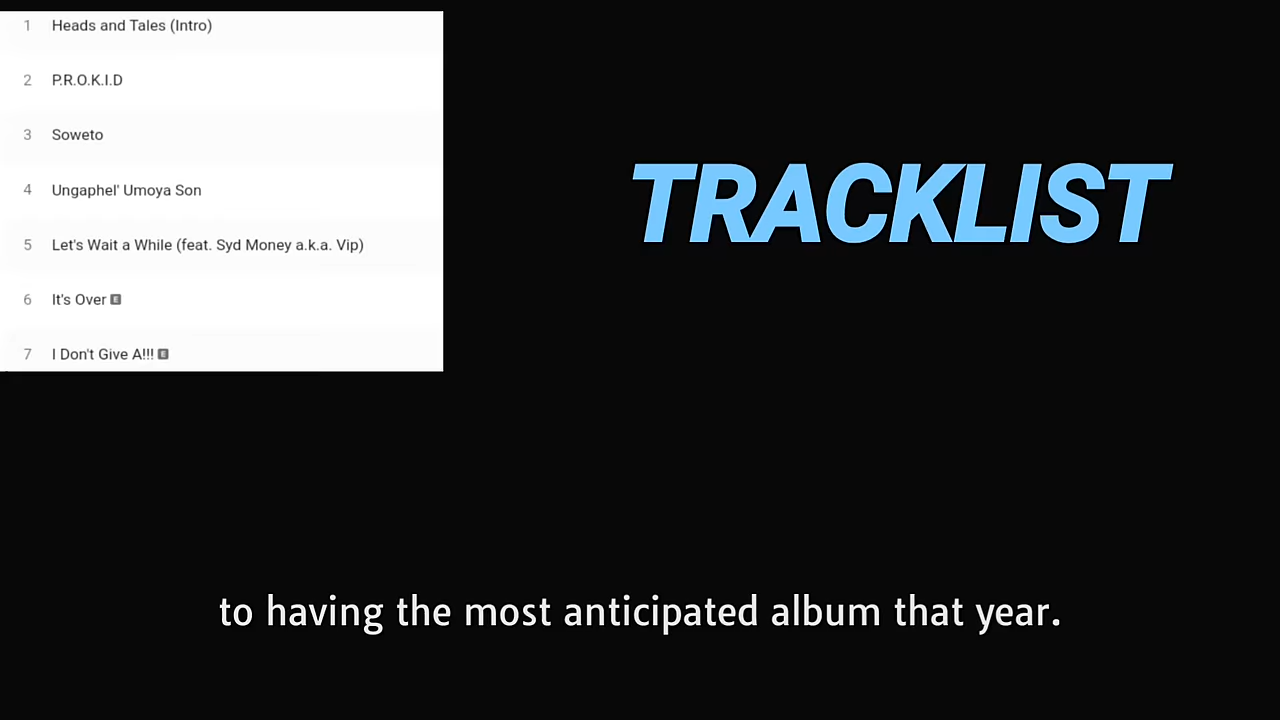 1 Heads and Tales (Intro)
2 P.R.O.K.I.D
3 Soweto
4 Ungaphel' Umoya Son
5 Let's Wait a While (feat. Syd Money a.k.a. Vip)
6 It's Over E
7 I Don't Give A!!! E
TRACKLIST
to having the most anticipated album that year.